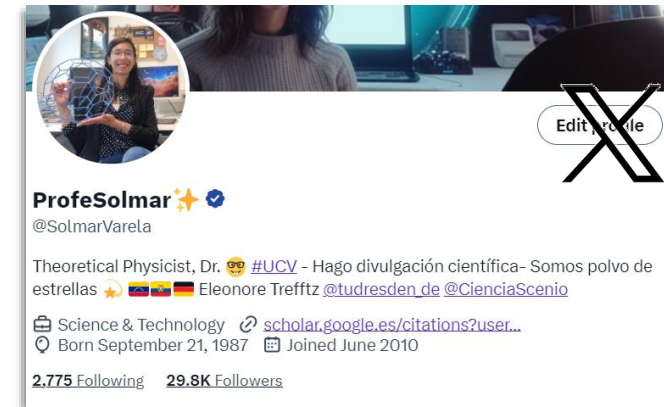 Edit profile
ProfeSolmar✨
@SolmarVarela
Theoretical Physicist, Dr. 🤓 #UCV - Hago divulgación científica- Somos polvo de
estrellas 💫 🇻🇪🇪🇨🇩🇪 Eleonore Trefftz @tudresden_de @CienciaScenio
Science & Technology scholar.google.es/citations?user...
Born September 21, 1987 Joined June 2010
2,775 Following 29.8K Followers